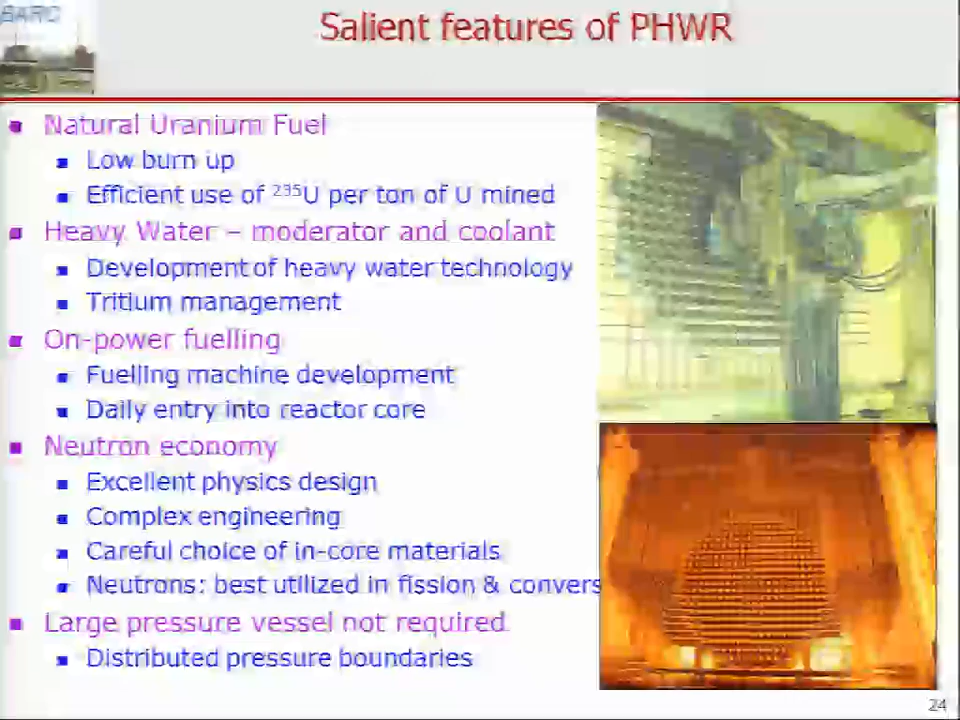 BARC
Salient features of PHWR
Natural Uranium Fuel
Low burn up
Efficient use of ²³⁵U per ton of U mined
Heavy Water – moderator and coolant
Development of heavy water technology
Tritium management
On-power fuelling
Fuelling machine development
Daily entry into reactor core
Neutron economy
Excellent physics design
Complex engineering
Careful choice of in-core materials
Neutrons: best utilized in fission & convers
Large pressure vessel not required
Distributed pressure boundaries
24